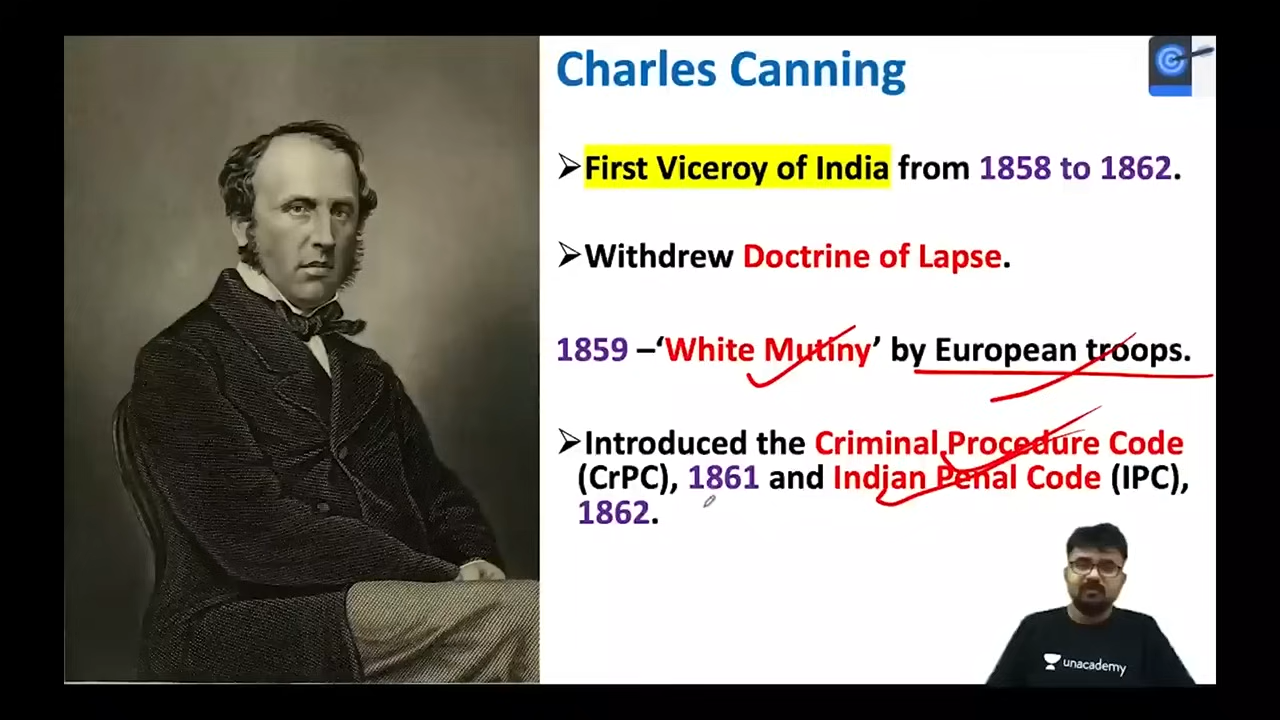 Charles Canning
➢First Viceroy of India from 1858 to 1862.
➢Withdrew Doctrine of Lapse.
1859 –‘White Mutiny’ by European troops.
➢Introduced the Criminal Procedure Code
(CrPC), 1861 and Indian Penal Code (IPC),
1862.
unacademy